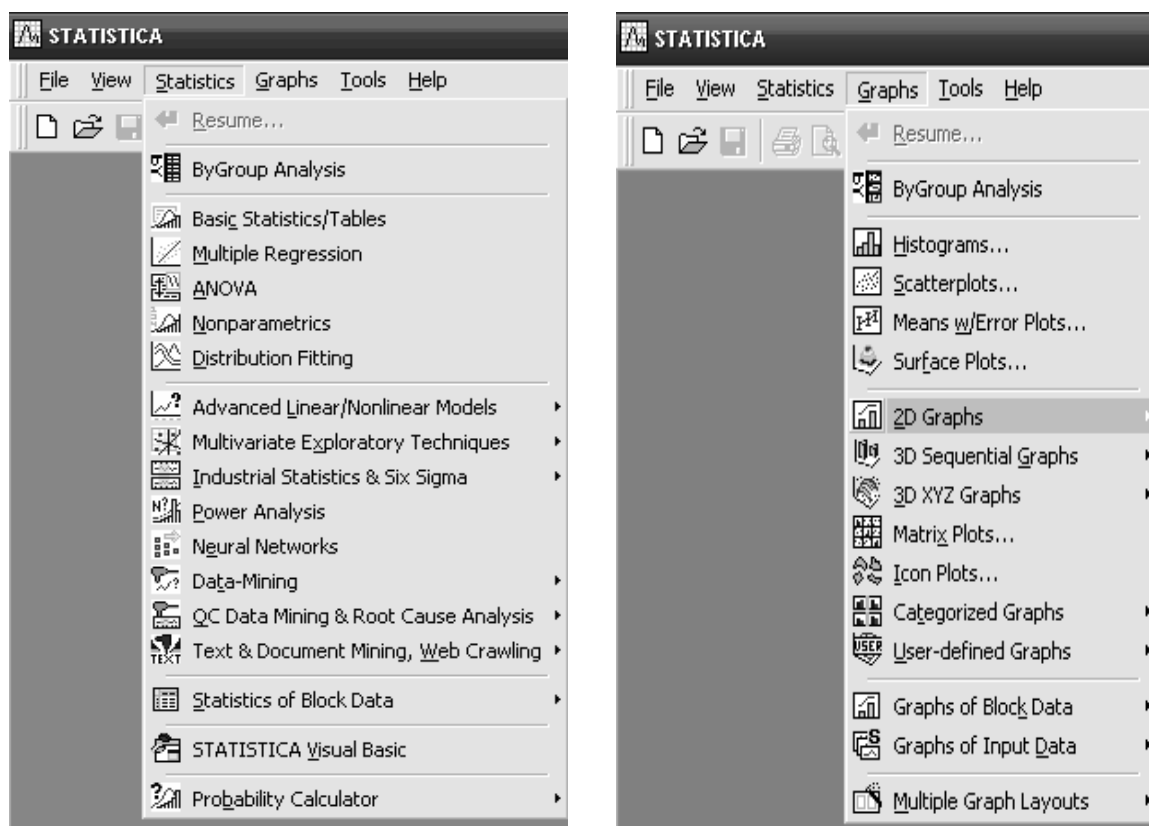 STATISTICA
File View Statistics Graphs Tools Help
Resume...
ByGroup Analysis
Basic Statistics/Tables
Multiple Regression
ANOVA
Nonparametrics
Distribution Fitting
Advanced Linear/Nonlinear Models
Multivariate Exploratory Techniques
Industrial Statistics & Six Sigma
Power Analysis
Neural Networks
Data-Mining
QC Data Mining & Root Cause Analysis
Text & Document Mining, Web Crawling
Statistics of Block Data
STATISTICA Visual Basic
Probability Calculator
STATISTICA
File View Statistics Graphs Tools Help
Resume...
ByGroup Analysis
Histograms...
Scatterplots...
Means w/Error Plots...
Surface Plots...
2D Graphs
3D Sequential Graphs
3D XYZ Graphs
Matrix Plots...
Icon Plots...
Categorized Graphs
User-defined Graphs
Graphs of Block Data
Graphs of Input Data
Multiple Graph Layouts